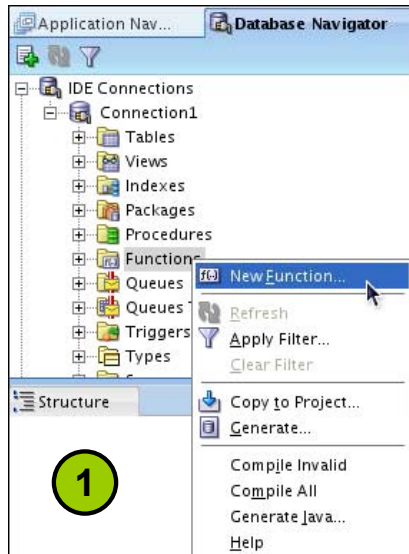 Application Nav...
Database Navigator
IDE Connections
Connection1
Tables
Views
Indexes
Packages
Procedures
Functions
Queues
Queues
Triggers
Types
New Function...
Refresh
Apply Filter...
Clear Filter
Copy to Project...
Generate...
Compile Invalid
Compile All
Generate Java...
Help
Structure
1